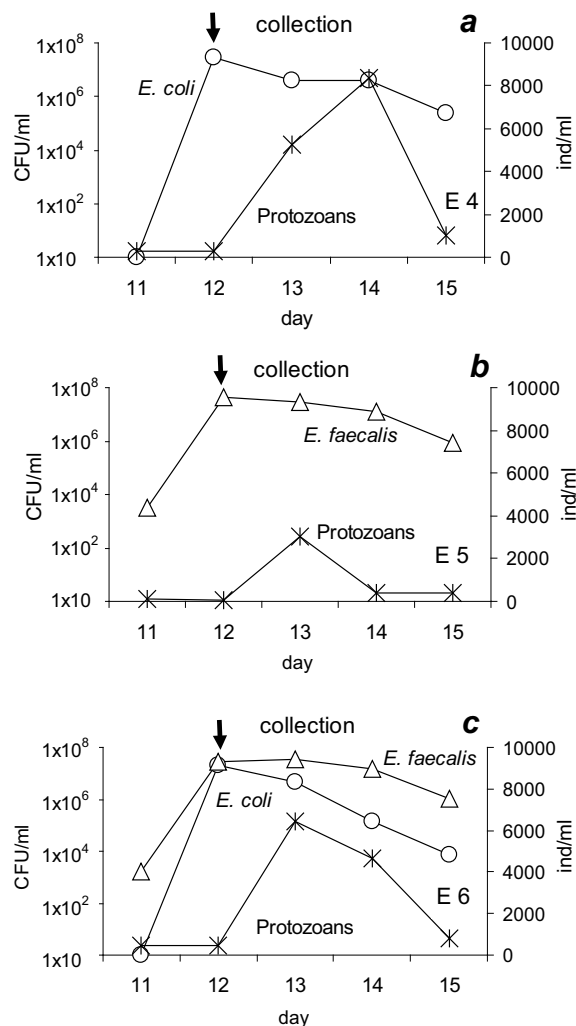 collection
a
1x10^8
10000
E. coli
1x10^6
8000
CFU/ml
6000
ind/ml
1x10^4
4000
E 4
1x10^2
Protozoans
2000
1x10
0
11 12 13 14 15
day
collection
b
1x10^8
10000
E. faecalis
1x10^6
8000
CFU/ml
6000
ind/ml
1x10^4
4000
Protozoans
E 5
1x10^2
2000
1x10
0
11 12 13 14 15
day
collection
c
1x10^8
10000
E. faecalis
E. coli
1x10^6
8000
CFU/ml
6000
ind/ml
1x10^4
4000
E 6
1x10^2
Protozoans
2000
1x10
0
11 12 13 14 15
day